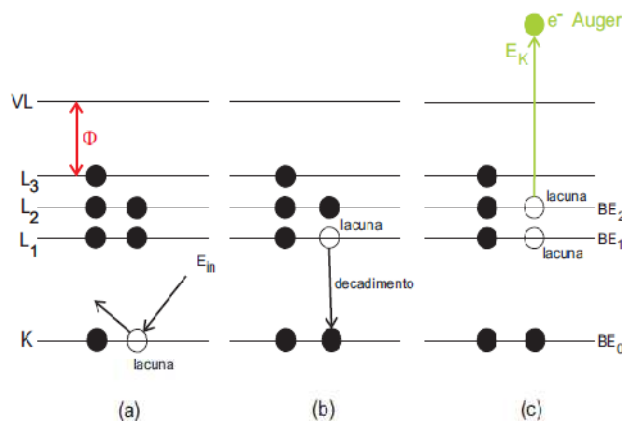 e⁻ Auger
E_K
VL
Φ
L_3
L_2
lacuna
lacuna
BE_2
L_1
lacuna
BE_1
E_in
decadimento
K
lacuna
BE_0
(a)
(b)
(c)